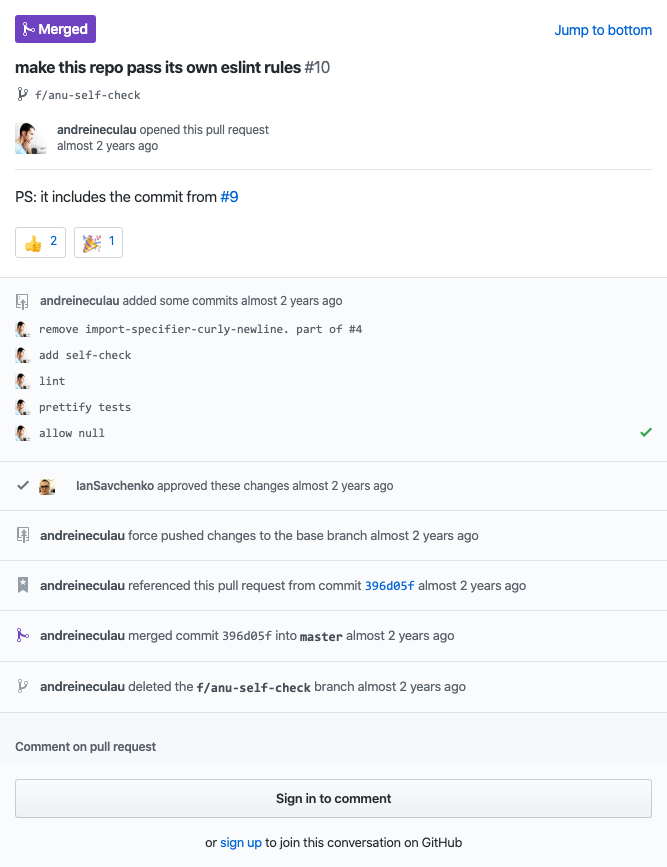 Merged
Jump to bottom
make this repo pass its own eslint rules #10
f/anu-self-check
andreineculau opened this pull request
almost 2 years ago
PS: it includes the commit from #9
2 1
andreineculau added some commits almost 2 years ago
remove import-specifier-curly-newline. part of #4
add self-check
lint
prettify tests
allow null
IanSavchenko approved these changes almost 2 years ago
andreineculau force pushed changes to the base branch almost 2 years ago
andreineculau referenced this pull request from commit 396d05f almost 2 years ago
andreineculau merged commit 396d05f into master almost 2 years ago
andreineculau deleted the f/anu-self-check branch almost 2 years ago
Comment on pull request
Sign in to comment
or sign up to join this conversation on GitHub